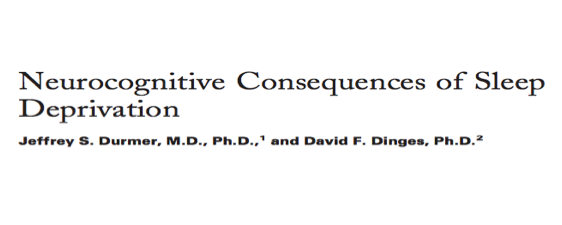 Neurocognitive Consequences of Sleep
Deprivation
Jeffrey S. Durmer, M.D., Ph.D.,¹ and David F. Dinges, Ph.D.²